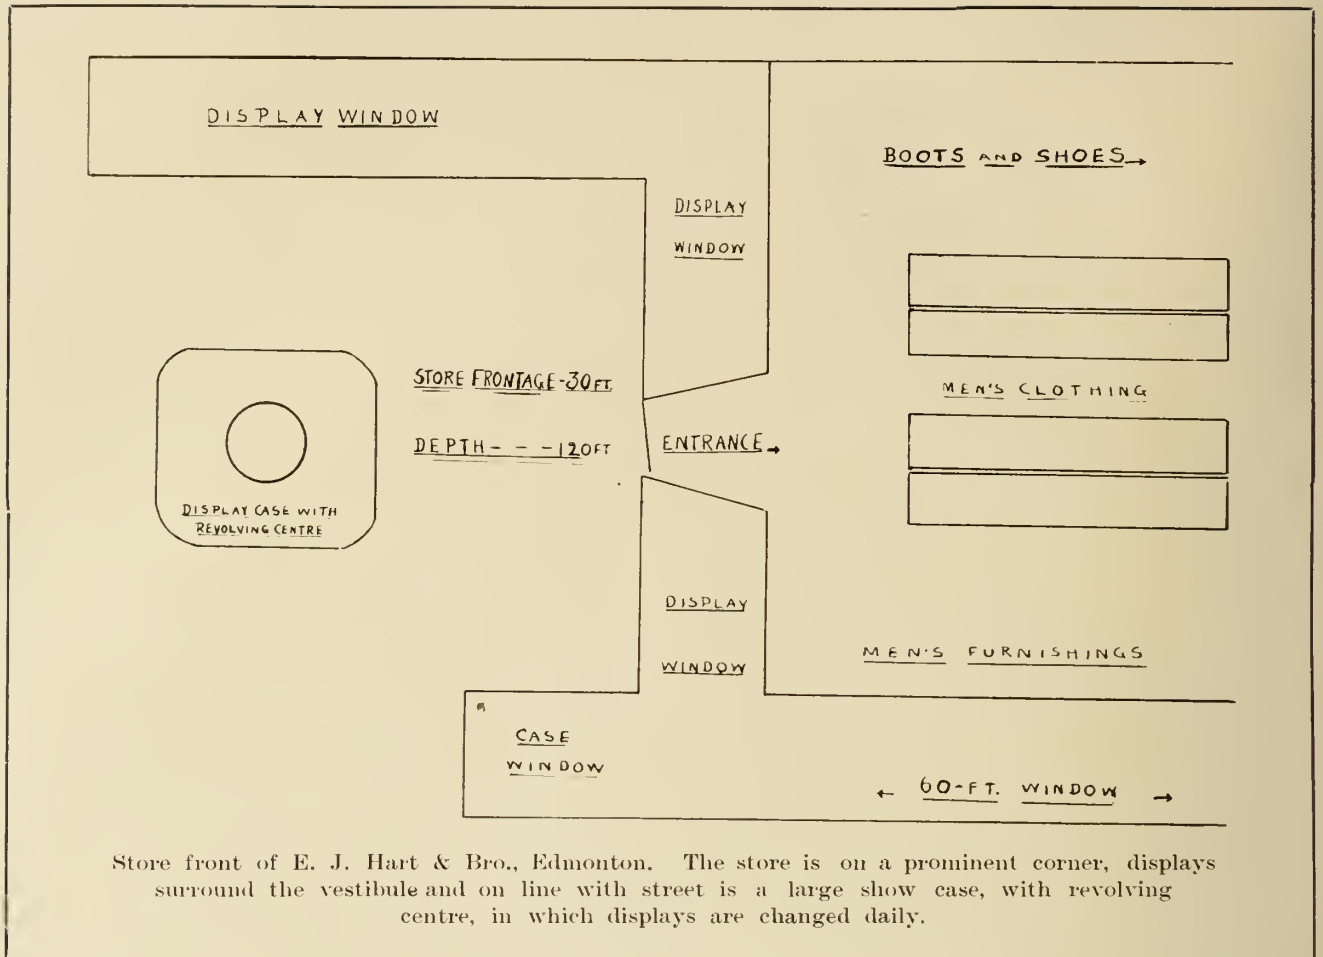 DISPLAY WINDOW
BOOTS AND SHOES
DISPLAY
WINDOW
STORE FRONTAGE-30FT.
DEPTH- - -120FT
ENTRANCE
MEN'S CLOTHING
DISPLAY CASE WITH
REVOLVING CENTRE
DISPLAY
WINDOW
MEN'S FURNISHINGS
CASE
WINDOW
← 60-FT. WINDOW →
Store front of E. J. Hart & Bro., Edmonton. The store is on a prominent corner, displays
surround the vestibule and on line with street is a large show case, with revolving
centre, in which displays are changed daily.